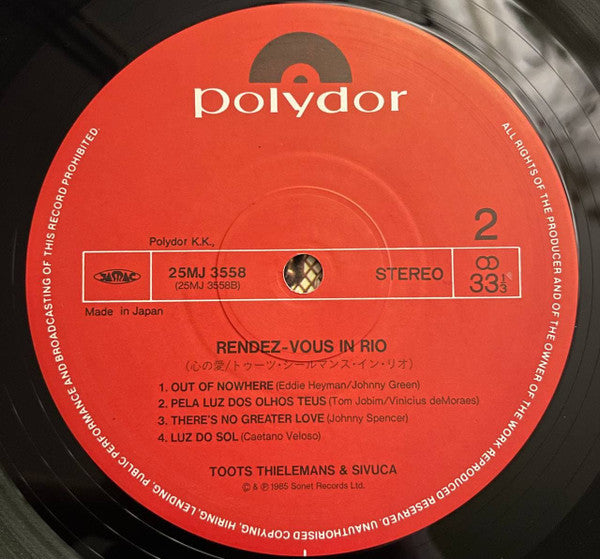 polydor
Polydor K.K.,
2
JASRAC
25MJ 3558
(25MJ 3558B)
STEREO
33 1/3
Made in Japan
RENDEZ-VOUS IN RIO
(心の愛/トゥーツ・シールマンス・イン・リオ)
1. OUT OF NOWHERE (Eddie Heyman/Johnny Green)
2. PELA LUZ DOS OLHOS TEUS (Tom Jobim/Vinicius deMoraes)
3. THERE'S NO GREATER LOVE (Johnny Spencer)
4. LUZ DO SOL (Caetano Veloso)
TOOTS THIELEMANS & SIVUCA
© & ℗ 1985 Sonet Records Ltd.
ALL RIGHTS OF THE PRODUCER AND OF THE OWNER OF THE WORK REPRODUCED RESERVED. UNAUTHORISED COPYING, HIRING, LENDING, PUBLIC PERFORMANCE AND BROADCASTING OF THIS RECORD PROHIBITED.